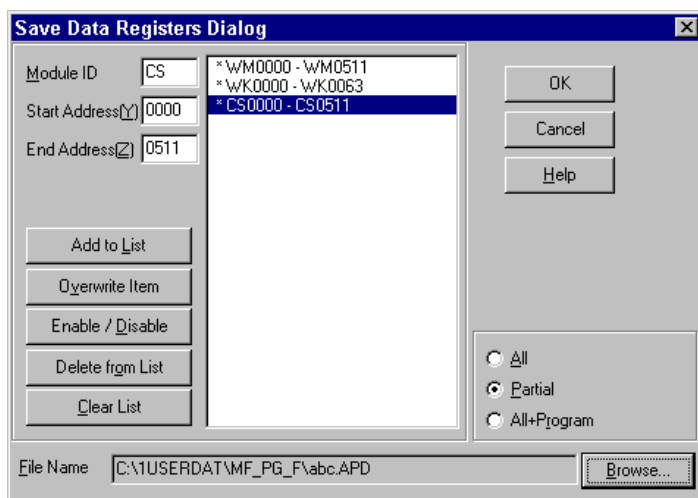 Save Data Registers Dialog
Module ID CS
Start Address(Y) 0000
End Address(Z) 0511
* WM0000 - WM0511
* WK0000 - WK0063
* CS0000 - CS0511
OK
Cancel
Help
Add to List
Overwrite Item
Enable / Disable
Delete from List
Clear List
All
Partial
All+Program
File Name C:\1USERDAT\MF_PG_F\abc.APD
Browse...